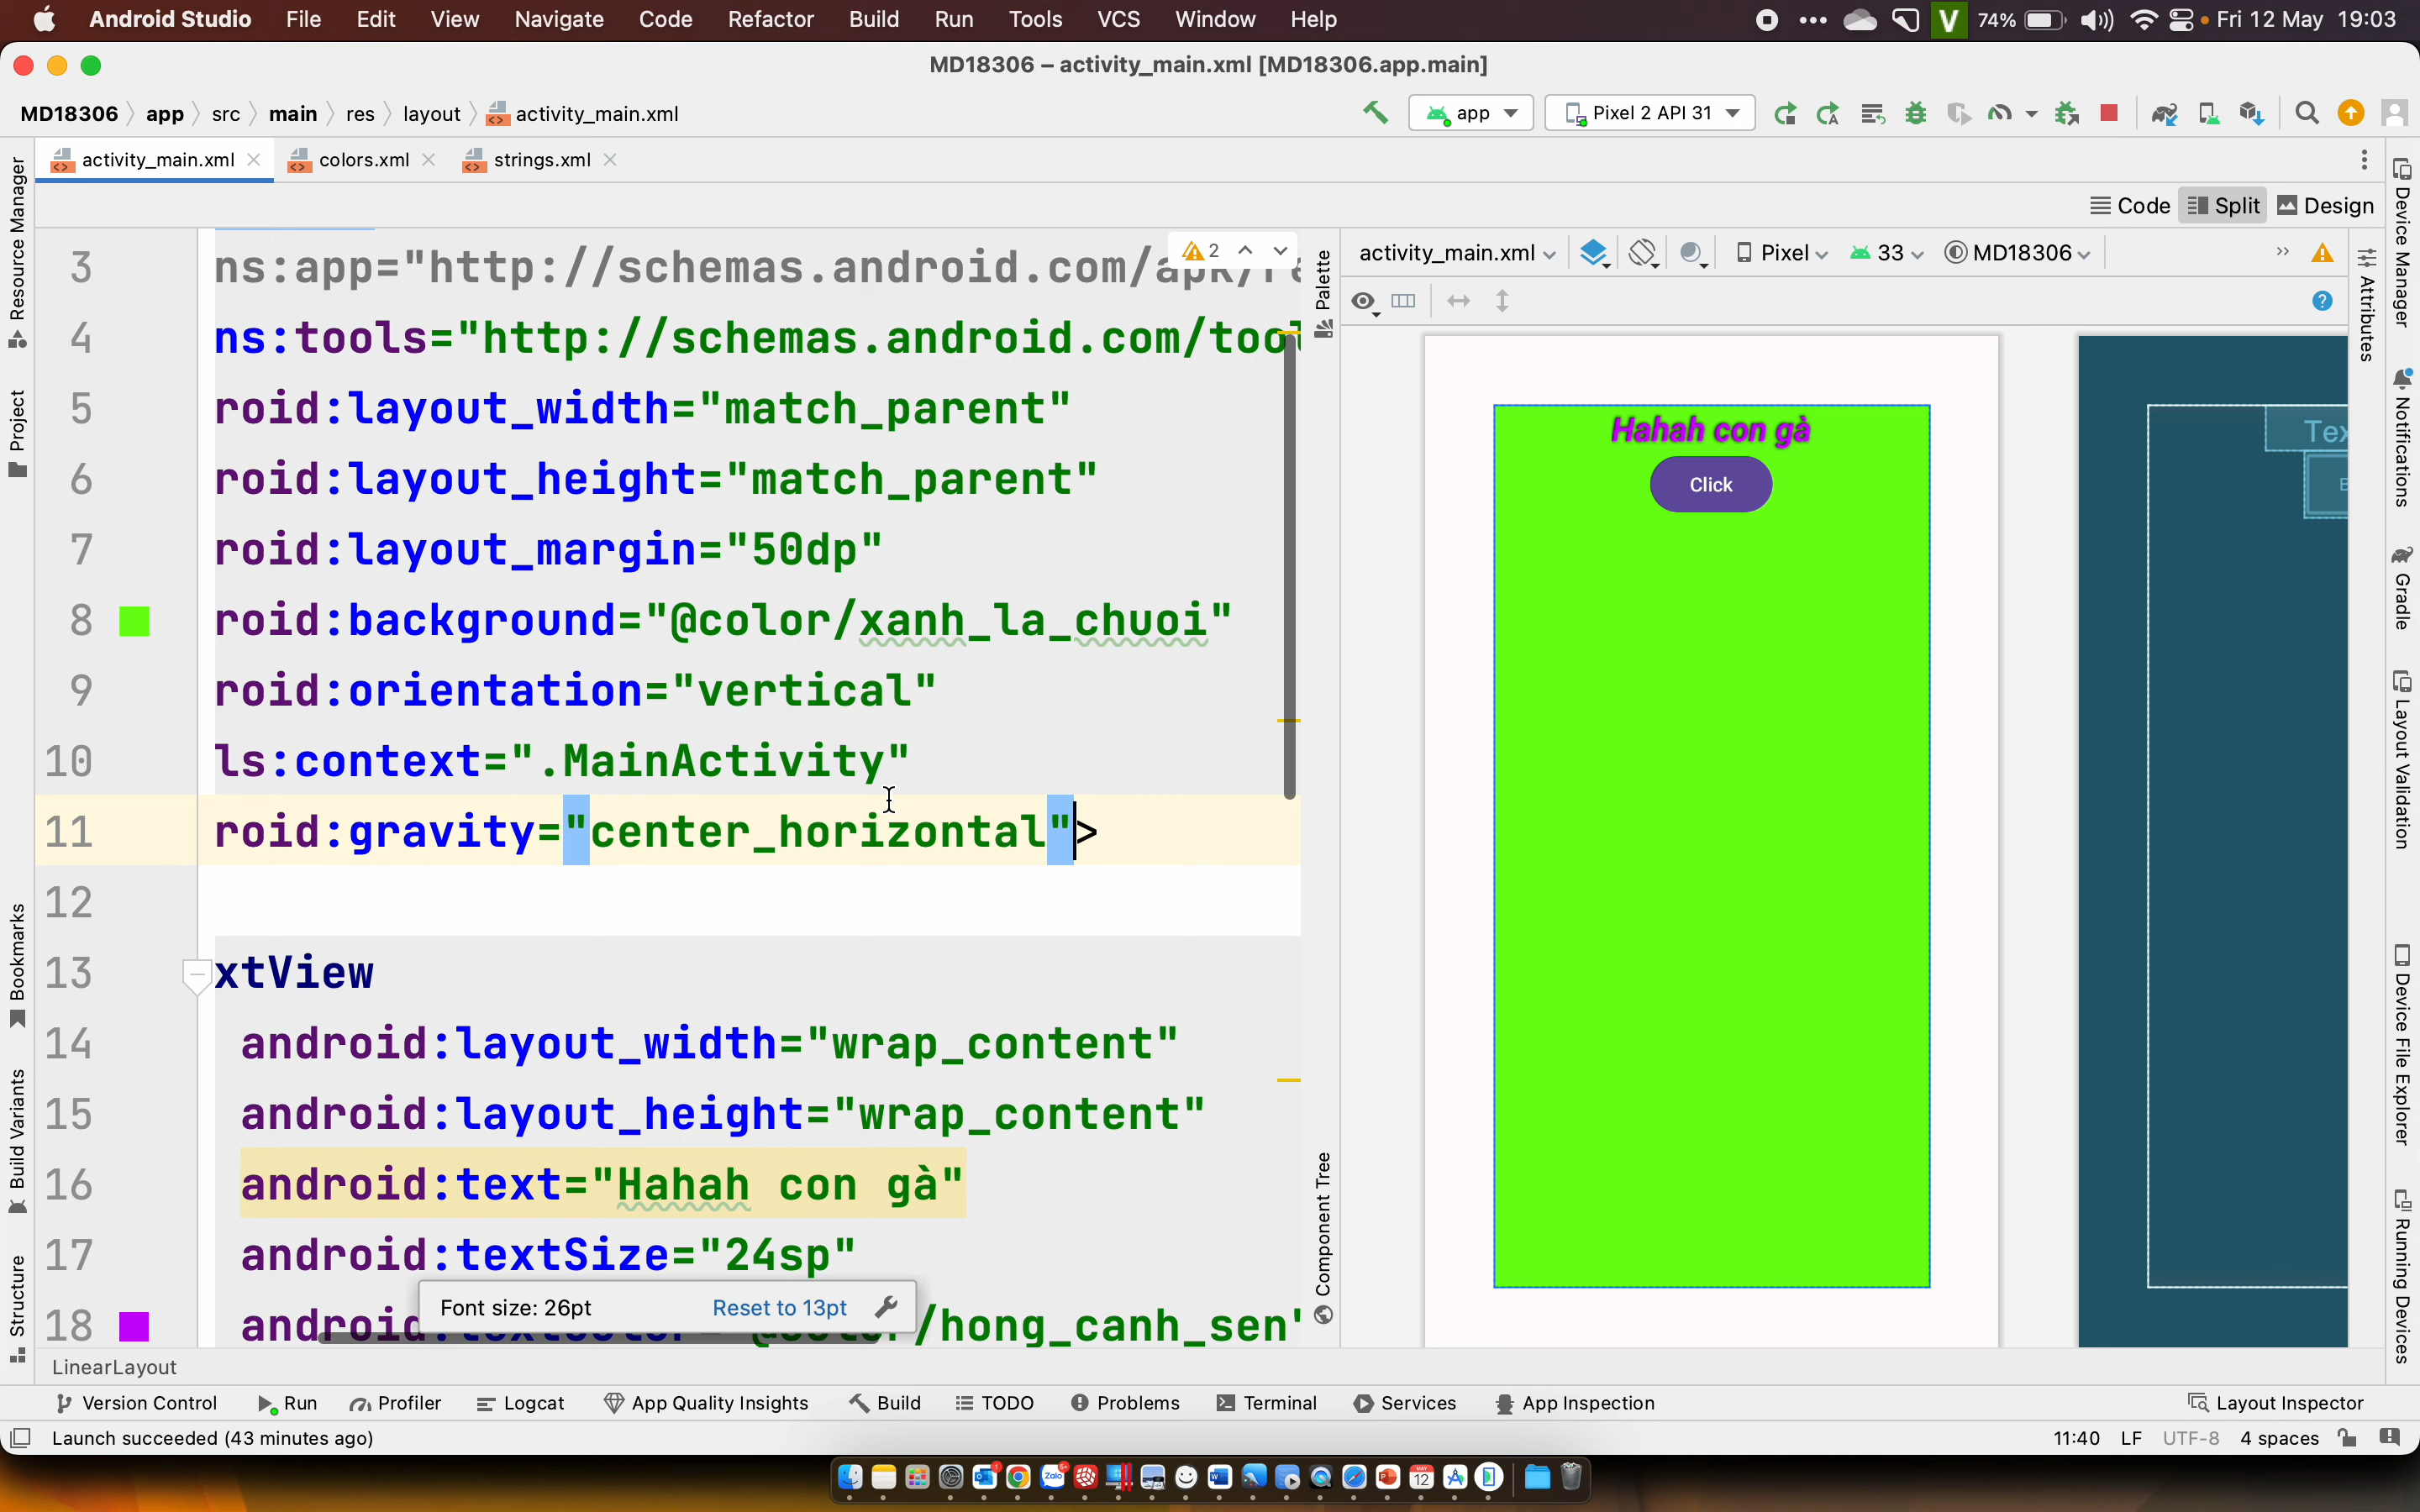 Android Studio File Edit View Navigate Code Refactor Build Run Tools VCS Window Help
V 74% Fri 12 May 19:03
MD18306 – activity_main.xml [MD18306.app.main]
MD18306 app src main res layout activity_main.xml
app Pixel 2 API 31
activity_main.xml colors.xml strings.xml
Code Split Design
Resource Manager
Project
Bookmarks
Build Variants
Structure
2
3 ns:app="http://schemas.android.com/apk/re
4 ns:tools="http://schemas.android.com/tool
5 roid:layout_width="match_parent"
6 roid:layout_height="match_parent"
7 roid:layout_margin="50dp"
8 roid:background="@color/xanh_la_chuoi"
9 roid:orientation="vertical"
10 ls:context=".MainActivity"
11 roid:gravity="center_horizontal">
12
13 xtView
14 android:layout_width="wrap_content"
15 android:layout_height="wrap_content"
16 android:text="Hahah con gà"
17 android:textSize="24sp"
18 android:textColor="@color/hong_canh_sen"
Font size: 26pt Reset to 13pt
Palette
Component Tree
activity_main.xml Pixel 33 MD18306
?
Hahah con gà
Click
Tex
B
Attributes
Device Manager
Notifications
Gradle
Layout Validation
Device File Explorer
Running Devices
LinearLayout
Version Control Run Profiler Logcat App Quality Insights Build TODO Problems Terminal Services App Inspection Layout Inspector
Launch succeeded (43 minutes ago) 11:40 LF UTF-8 4 spaces
Zalo
12